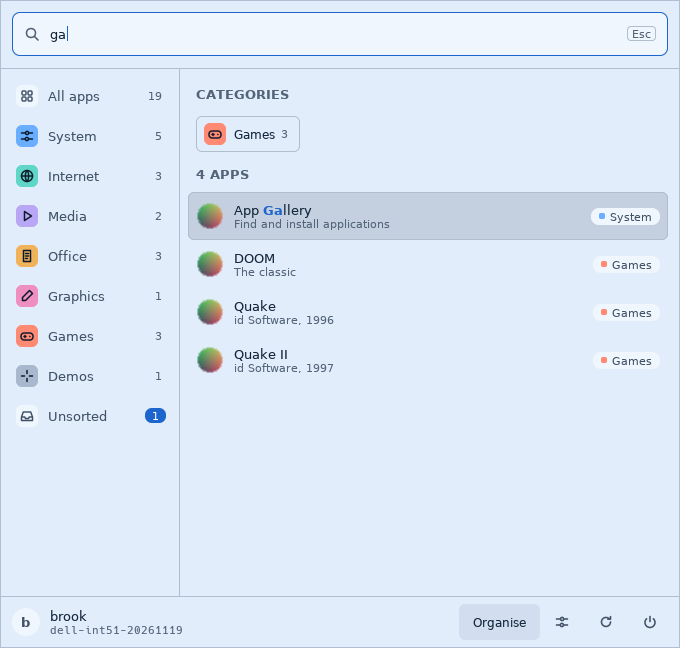 ga
Esc
All apps 19
System 5
Internet 3
Media 2
Office 3
Graphics 1
Games 3
Demos 1
Unsorted 1
CATEGORIES
Games 3
4 APPS
App Gallery
Find and install applications
System
DOOM
The classic
Games
Quake
id Software, 1996
Games
Quake II
id Software, 1997
Games
b
brook
dell-int51-20261119
Organise